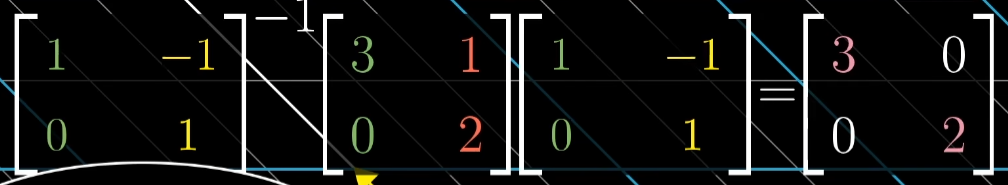 [1 −1; 0 1]^−1 [3 1; 0 2] [1 −1; 0 1] = [3 0; 0 2]